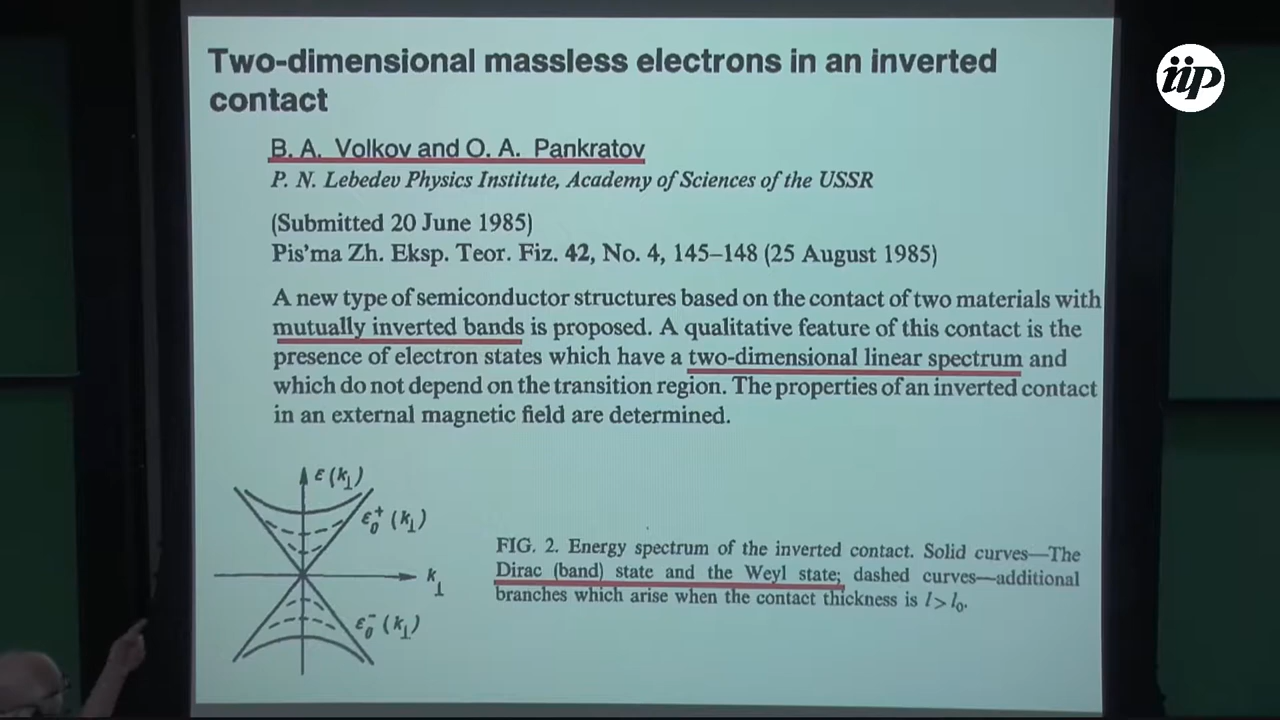 Two-dimensional massless electrons in an inverted
contact
B. A. Volkov and O. A. Pankratov
P. N. Lebedev Physics Institute, Academy of Sciences of the USSR
(Submitted 20 June 1985)
Pis'ma Zh. Eksp. Teor. Fiz. 42, No. 4, 145–148 (25 August 1985)
A new type of semiconductor structures based on the contact of two materials with
mutually inverted bands is proposed. A qualitative feature of this contact is the
presence of electron states which have a two-dimensional linear spectrum and
which do not depend on the transition region. The properties of an inverted contact
in an external magnetic field are determined.
ε(k⊥)
ε₀⁺(k⊥)
k⊥
ε₀⁻(k⊥)
FIG. 2. Energy spectrum of the inverted contact. Solid curves—The
Dirac (band) state and the Weyl state; dashed curves—additional
branches which arise when the contact thickness is l>l₀.
iip